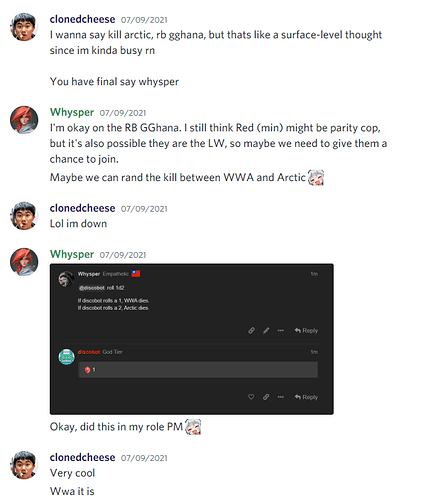 clonedcheese 07/09/2021
I wanna say kill arctic, rb gghana, but thats like a surface-level thought
since im kinda busy rn
You have final say whysper
Whysper 07/09/2021
I'm okay on the RB GGhana. I still think Red (min) might be parity cop,
but it's also possible they are the LW, so maybe we need to give them a
chance to join.
Maybe we can rand the kill between WWA and Arctic
clonedcheese 07/09/2021
Lol im down
Whysper 07/09/2021
Whysper Empathetic 1m
@discobot roll 1d2
If discobot rolls a 1, WWA dies.
If discobot rolls a 2, Arctic dies.
Reply
discobot God Tier 1m
1
Reply
Okay, did this in my role PM
clonedcheese 07/09/2021
Very cool
Wwa it is